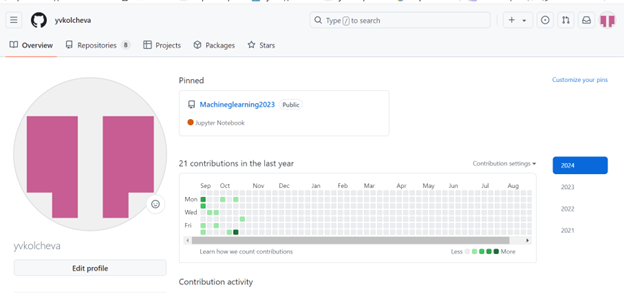 yvkolcheva
Type / to search
Overview Repositories 8 Projects Packages Stars
Pinned
Customize your pins
Machineglearning2023 Public
Jupyter Notebook
21 contributions in the last year
Contribution settings
2024
2023
2022
2021
Sep Oct Nov Dec Jan Feb Mar Apr May Jun Jul Aug
Mon
Wed
Fri
Learn how we count contributions
Less More
yvkolcheva
Edit profile
Contribution activity